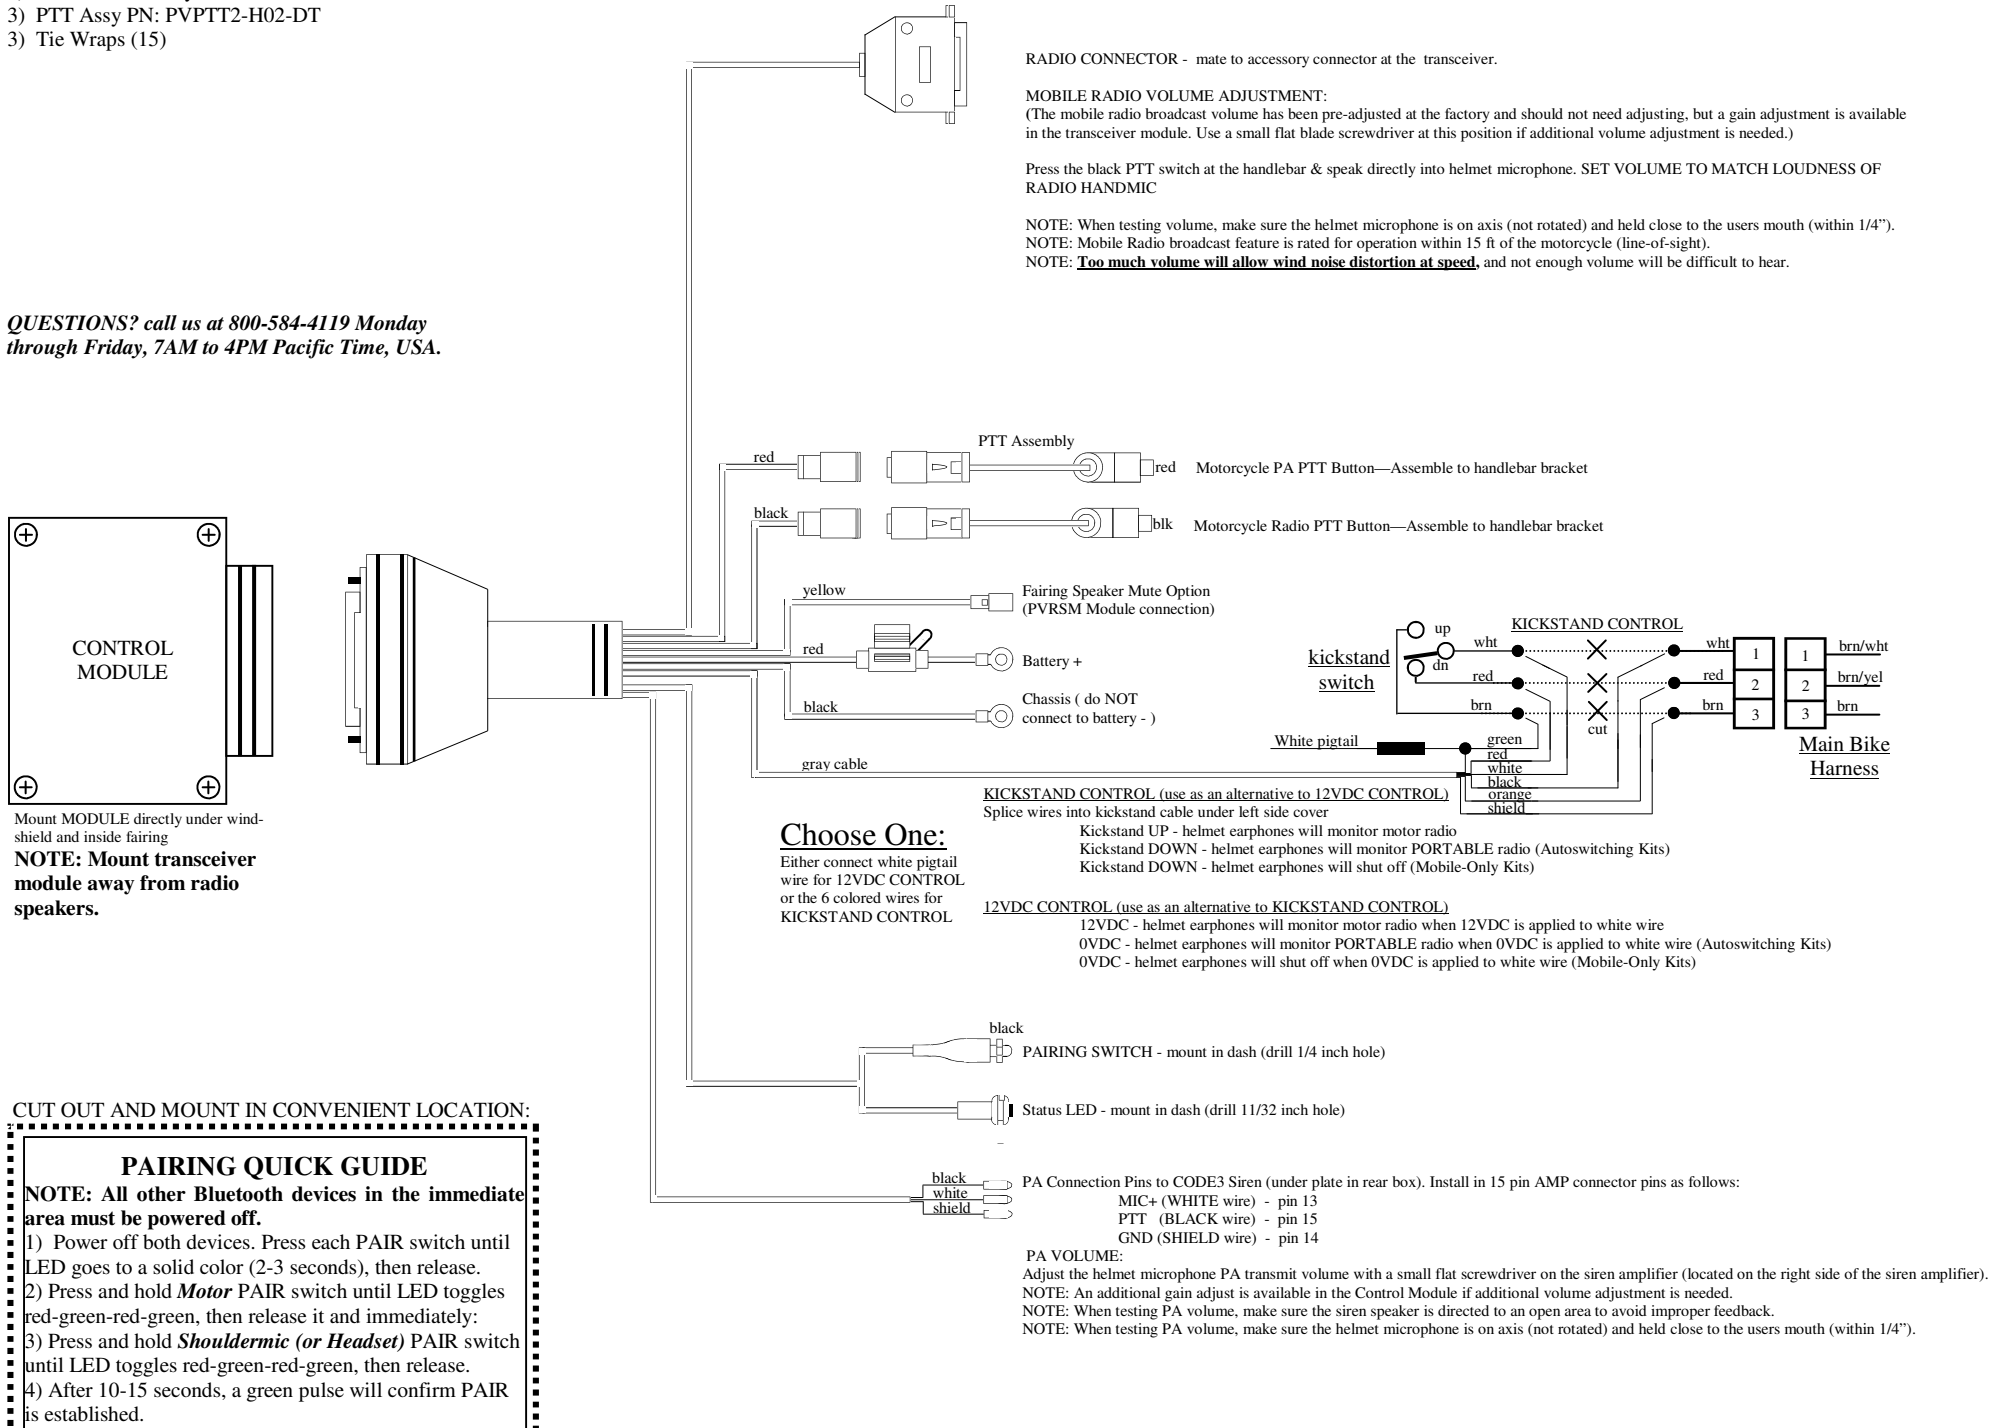 3) PTT Assy PN: PVPTT2-H02-DT
3) Tie Wraps (15)
RADIO CONNECTOR - mate to accessory connector at the transceiver.
MOBILE RADIO VOLUME ADJUSTMENT:
(The mobile radio broadcast volume has been pre-adjusted at the factory and should not need adjusting, but a gain adjustment is available
in the transceiver module. Use a small flat blade screwdriver at this position if additional volume adjustment is needed.)
Press the black PTT switch at the handlebar & speak directly into helmet microphone. SET VOLUME TO MATCH LOUDNESS OF
RADIO HANDMIC
NOTE: When testing volume, make sure the helmet microphone is on axis (not rotated) and held close to the users mouth (within 1/4”).
NOTE: Mobile Radio broadcast feature is rated for operation within 15 ft of the motorcycle (line-of-sight).
NOTE: Too much volume will allow wind noise distortion at speed, and not enough volume will be difficult to hear.
QUESTIONS? call us at 800-584-4119 Monday
through Friday, 7AM to 4PM Pacific Time, USA.
PTT Assembly
red
red
Motorcycle PA PTT Button—Assemble to handlebar bracket
black
blk
Motorcycle Radio PTT Button—Assemble to handlebar bracket
CONTROL
MODULE
yellow
Fairing Speaker Mute Option
(PVRSM Module connection)
red
Battery +
black
Chassis ( do NOT
connect to battery - )
gray cable
kickstand
switch
up
dn
wht
red
brn
KICKSTAND CONTROL
cut
wht
red
brn
1
2
3
1
2
3
brn/wht
brn/yel
brn
Main Bike
Harness
White pigtail
green
red
white
black
orange
shield
Mount MODULE directly under wind-
shield and inside fairing
NOTE: Mount transceiver
module away from radio
speakers.
Choose One:
Either connect white pigtail
wire for 12VDC CONTROL
or the 6 colored wires for
KICKSTAND CONTROL
KICKSTAND CONTROL (use as an alternative to 12VDC CONTROL)
Splice wires into kickstand cable under left side cover
Kickstand UP - helmet earphones will monitor motor radio
Kickstand DOWN - helmet earphones will monitor PORTABLE radio (Autoswitching Kits)
Kickstand DOWN - helmet earphones will shut off (Mobile-Only Kits)
12VDC CONTROL (use as an alternative to KICKSTAND CONTROL)
12VDC - helmet earphones will monitor motor radio when 12VDC is applied to white wire
0VDC - helmet earphones will monitor PORTABLE radio when 0VDC is applied to white wire (Autoswitching Kits)
0VDC - helmet earphones will shut off when 0VDC is applied to white wire (Mobile-Only Kits)
black
PAIRING SWITCH - mount in dash (drill 1/4 inch hole)
Status LED - mount in dash (drill 11/32 inch hole)
black
white
shield
PA Connection Pins to CODE3 Siren (under plate in rear box). Install in 15 pin AMP connector pins as follows:
MIC+ (WHITE wire) - pin 13
PTT (BLACK wire) - pin 15
GND (SHIELD wire) - pin 14
PA VOLUME:
Adjust the helmet microphone PA transmit volume with a small flat screwdriver on the siren amplifier (located on the right side of the siren amplifier).
NOTE: An additional gain adjust is available in the Control Module if additional volume adjustment is needed.
NOTE: When testing PA volume, make sure the siren speaker is directed to an open area to avoid improper feedback.
NOTE: When testing PA volume, make sure the helmet microphone is on axis (not rotated) and held close to the users mouth (within 1/4”).
CUT OUT AND MOUNT IN CONVENIENT LOCATION:
PAIRING QUICK GUIDE
NOTE: All other Bluetooth devices in the immediate
area must be powered off.
1) Power off both devices. Press each PAIR switch until
LED goes to a solid color (2-3 seconds), then release.
2) Press and hold Motor PAIR switch until LED toggles
red-green-red-green, then release it and immediately:
3) Press and hold Shouldermic (or Headset) PAIR switch
until LED toggles red-green-red-green, then release.
4) After 10-15 seconds, a green pulse will confirm PAIR
is established.